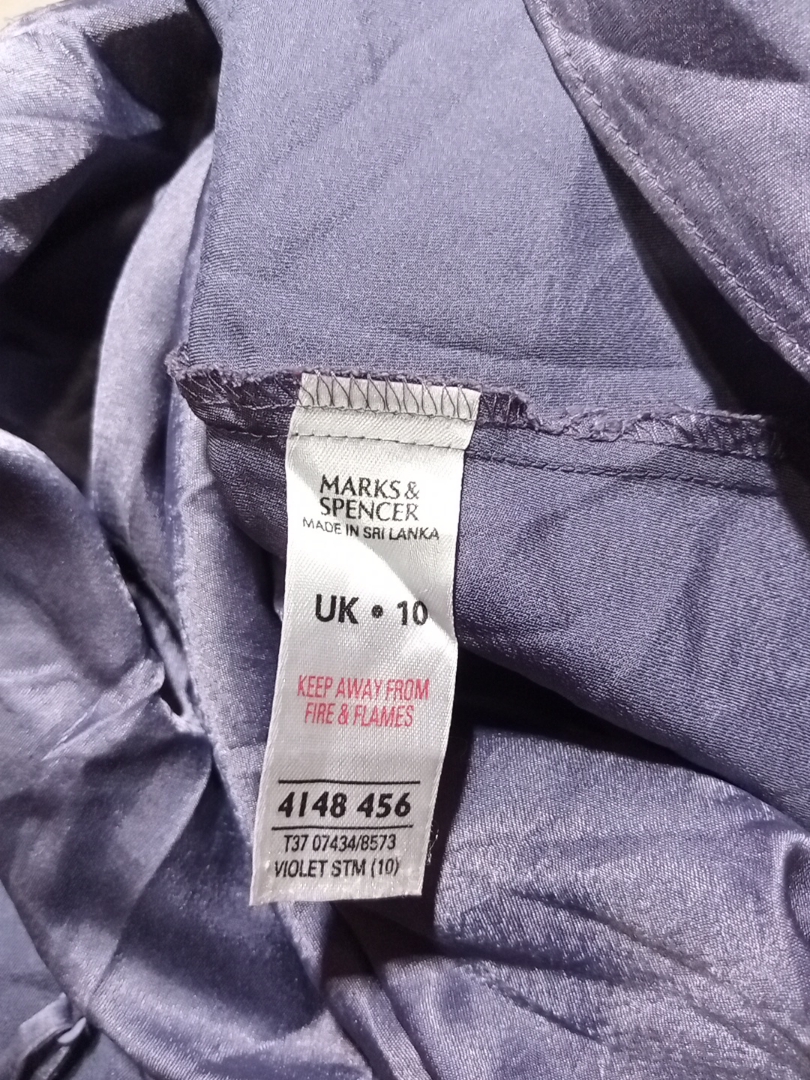 MARKS &
SPENCER
MADE IN SRI LANKA
UK • 10
KEEP AWAY FROM
FIRE & FLAMES
4148 456
T37 07434/8573
VIOLET STM (10)